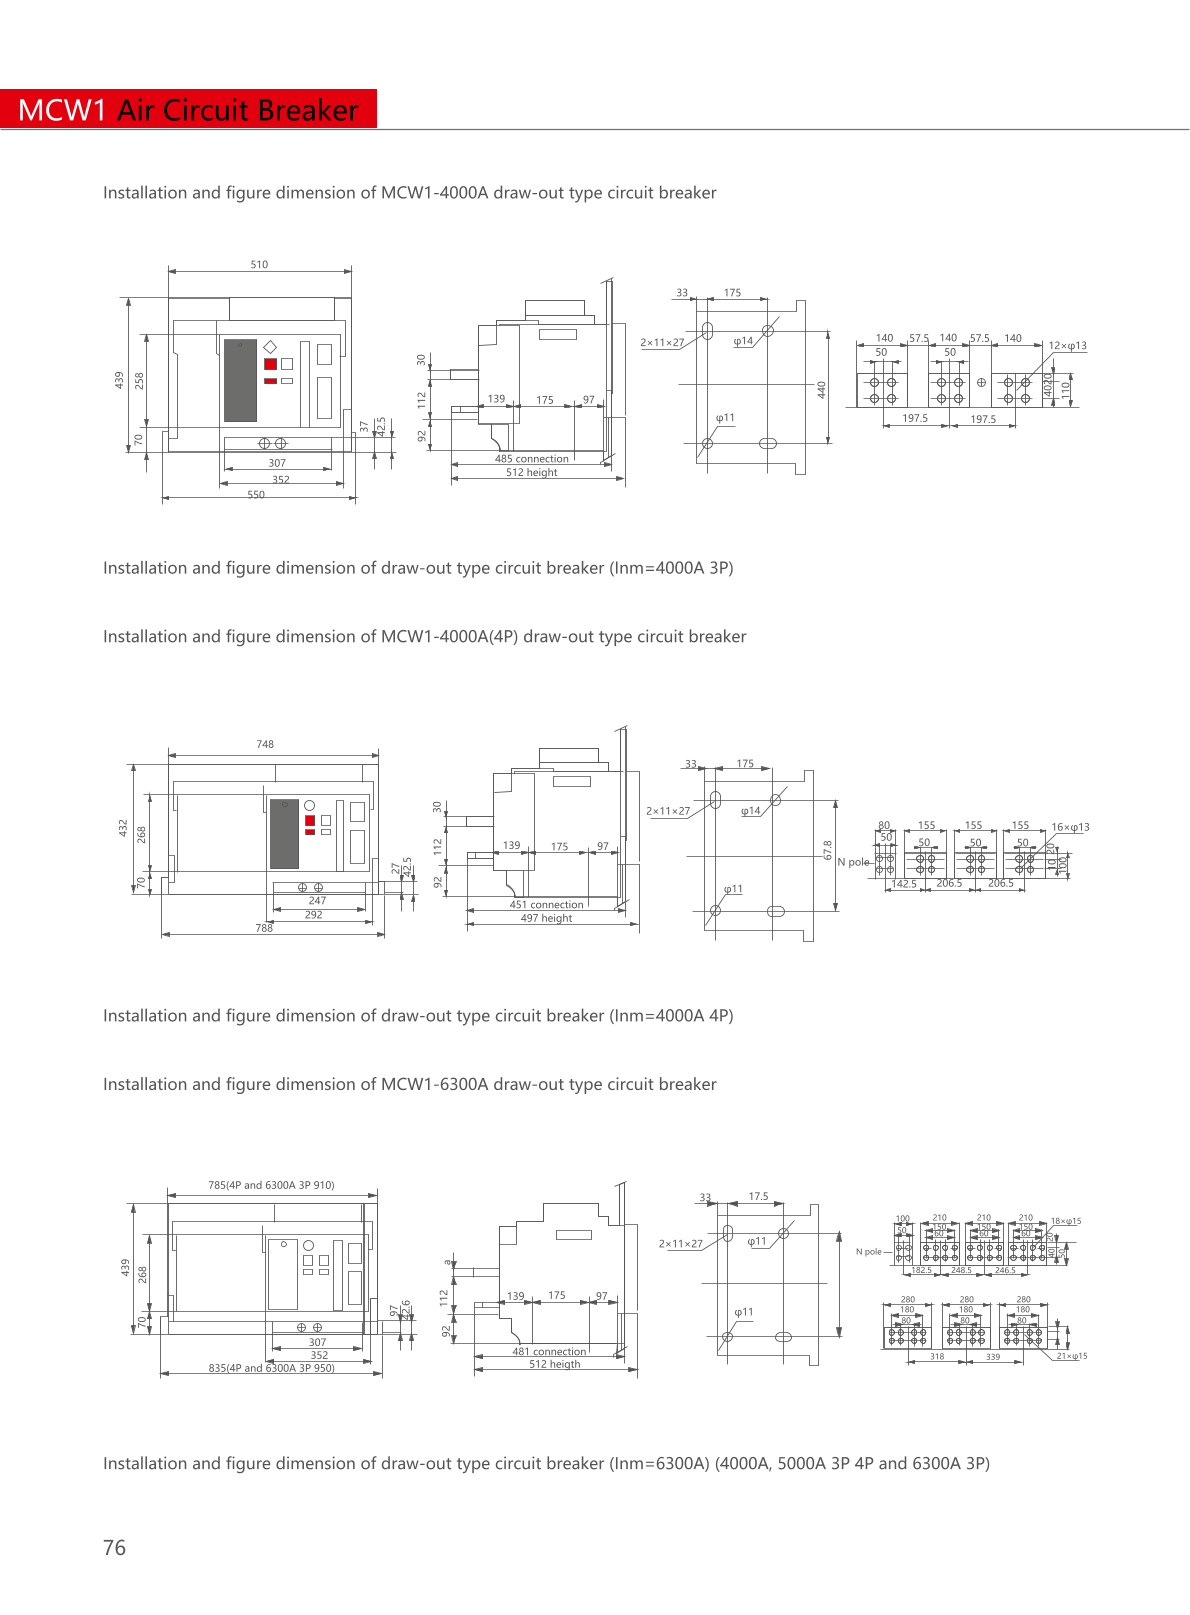 MCW1 Air Circuit Breaker
Installation and figure dimension of MCW1-4000A draw-out type circuit breaker
510
439
258
70
37
42.5
307
352
550
30
112
92
139 175 97
485 connection
512 height
33 175
2×11×27
φ14
440
φ11
140 57.5 140 57.5 140
50 50
12×φ13
4020
110
197.5 197.5
Installation and figure dimension of draw-out type circuit breaker (Inm=4000A 3P)
Installation and figure dimension of MCW1-4000A(4P) draw-out type circuit breaker
748
432
268
70
27
42.5
247
292
788
30
112
92
139 175 97
451 connection
497 height
33 175
2×11×27
φ14
67.8
φ11
80 155 155 155
50 50 50 50
16×φ13
N pole
20
10
100
142.5 206.5 206.5
Installation and figure dimension of draw-out type circuit breaker (Inm=4000A 4P)
Installation and figure dimension of MCW1-6300A draw-out type circuit breaker
785(4P and 6300A 3P 910)
439
268
70
97
22.6
307
352
835(4P and 6300A 3P 950)
a
112
92
139 175 97
481 connection
512 heigth
33 17.5
2×11×27
φ11
φ11
100 210 210 210
50 150 150 150
60 60 60
18×φ15
N pole
20
40
50
182.5 248.5 246.5
280 280 280
180 180 180
80 80 80
318 339
21×φ15
Installation and figure dimension of draw-out type circuit breaker (Inm=6300A) (4000A, 5000A 3P 4P and 6300A 3P)
76